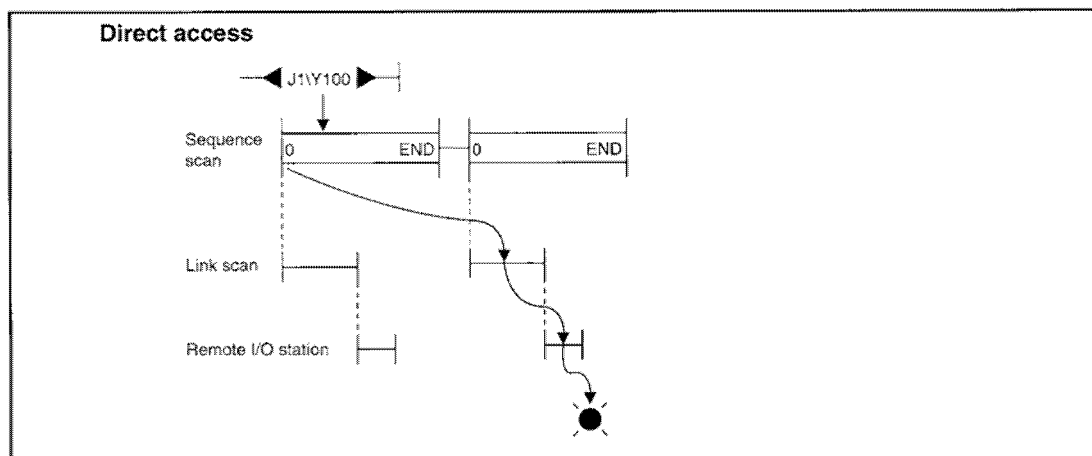 Direct access
J1\Y100
Sequence
scan
0 END 0 END
Link scan
Remote I/O station